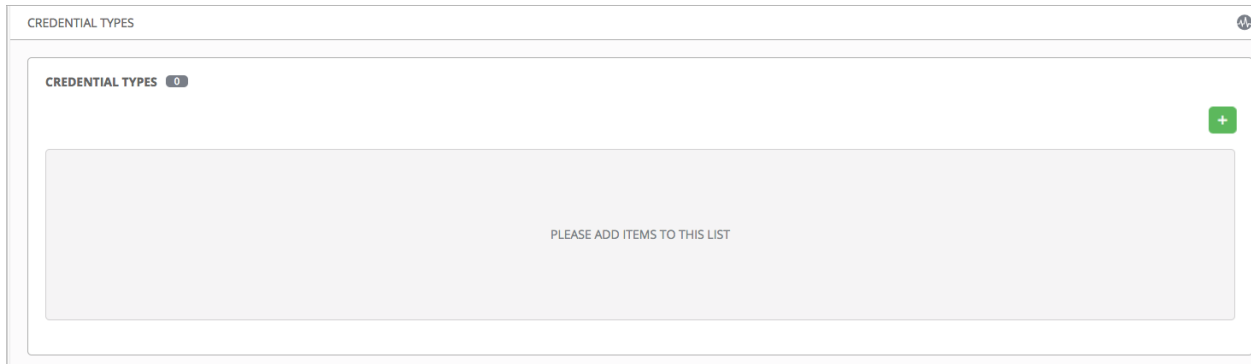 CREDENTIAL TYPES
CREDENTIAL TYPES 0
+
PLEASE ADD ITEMS TO THIS LIST